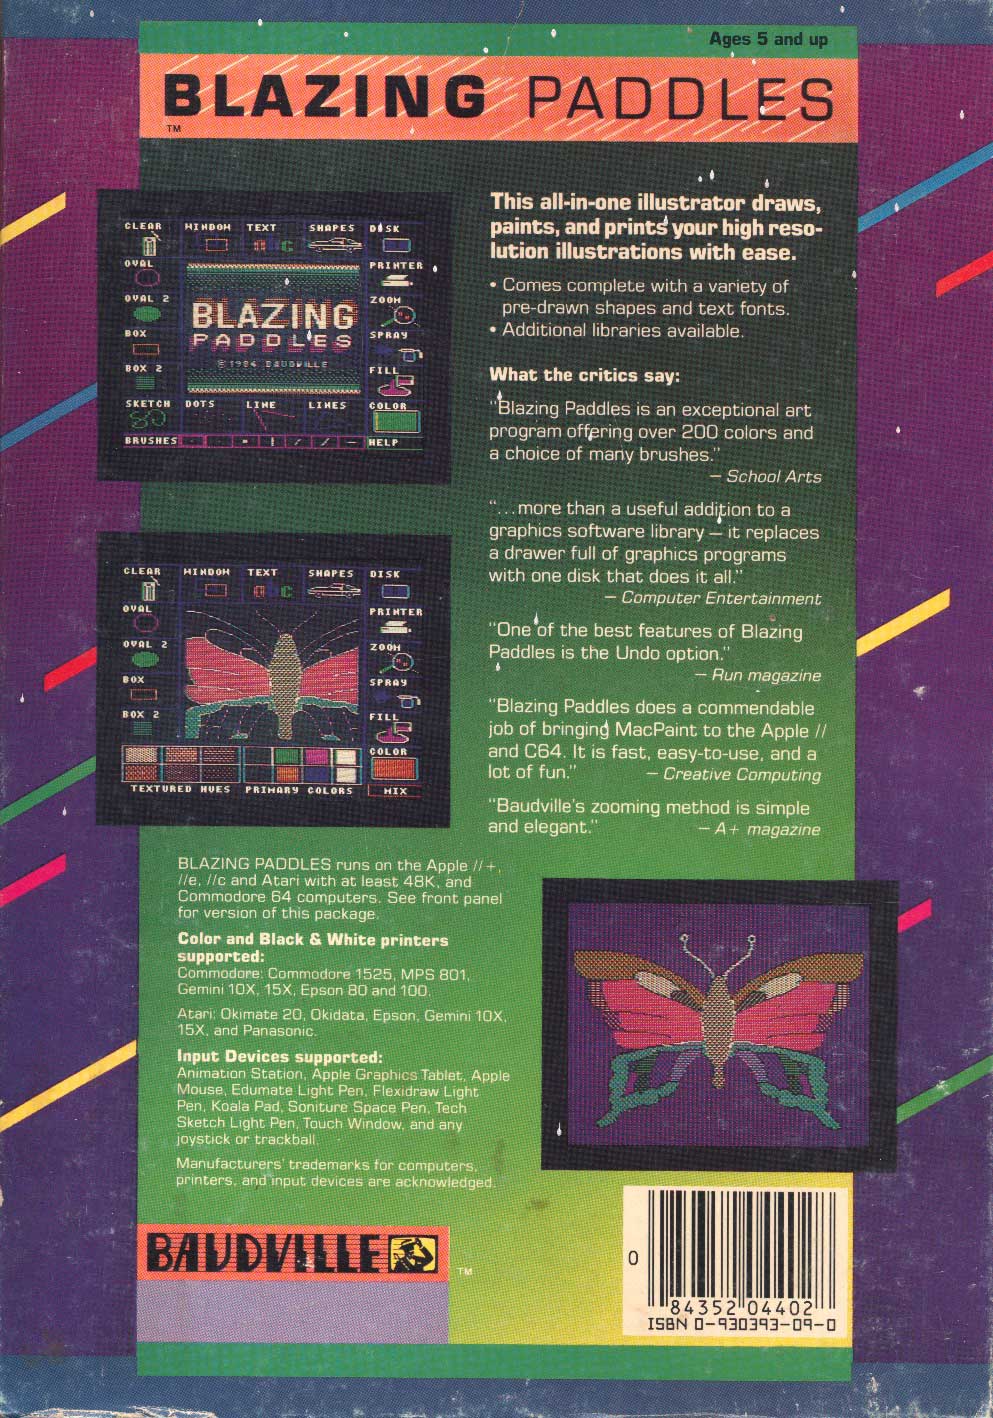 Ages 5 and up
BLAZING PADDLES
TM
CLEAR WINDOW TEXT SHAPES DISK
OVAL
PRINTER
OVAL 2
ZOOM
BOX
SPRAY
BOX 2
FILL
BLAZING
PADDLES
© 1984 BAUDVILLE
SKETCH DOTS LINE LINES COLOR
BRUSHES HELP
CLEAR WINDOW TEXT SHAPES DISK
OVAL
PRINTER
OVAL 2
ZOOM
BOX
SPRAY
BOX 2
FILL
COLOR
TEXTURED HUES PRIMARY COLORS MIX
This all-in-one illustrator draws,
paints, and prints your high reso-
lution illustrations with ease.
• Comes complete with a variety of
pre-drawn shapes and text fonts.
• Additional libraries available.
What the critics say:
"Blazing Paddles is an exceptional art
program offering over 200 colors and
a choice of many brushes."
— School Arts
"...more than a useful addition to a
graphics software library — it replaces
a drawer full of graphics programs
with one disk that does it all."
— Computer Entertainment
"One of the best features of Blazing
Paddles is the Undo option."
— Run magazine
"Blazing Paddles does a commendable
job of bringing MacPaint to the Apple //
and C64. It is fast, easy-to-use, and a
lot of fun." — Creative Computing
"Baudville's zooming method is simple
and elegant." — A+ magazine
BLAZING PADDLES runs on the Apple //+,
//e, //c and Atari with at least 48K, and
Commodore 64 computers. See front panel
for version of this package.
Color and Black & White printers
supported:
Commodore: Commodore 1525, MPS 801,
Gemini 10X, 15X, Epson 80 and 100.
Atari: Okimate 20, Okidata, Epson, Gemini 10X,
15X, and Panasonic.
Input Devices supported:
Animation Station, Apple Graphics Tablet, Apple
Mouse, Edumate Light Pen, Flexidraw Light
Pen, Koala Pad, Soniture Space Pen, Tech
Sketch Light Pen, Touch Window, and any
joystick or trackball.
Manufacturers' trademarks for computers,
printers, and input devices are acknowledged.
BAUDVILLE
TM
0
84352 04402
ISBN 0-930393-09-0